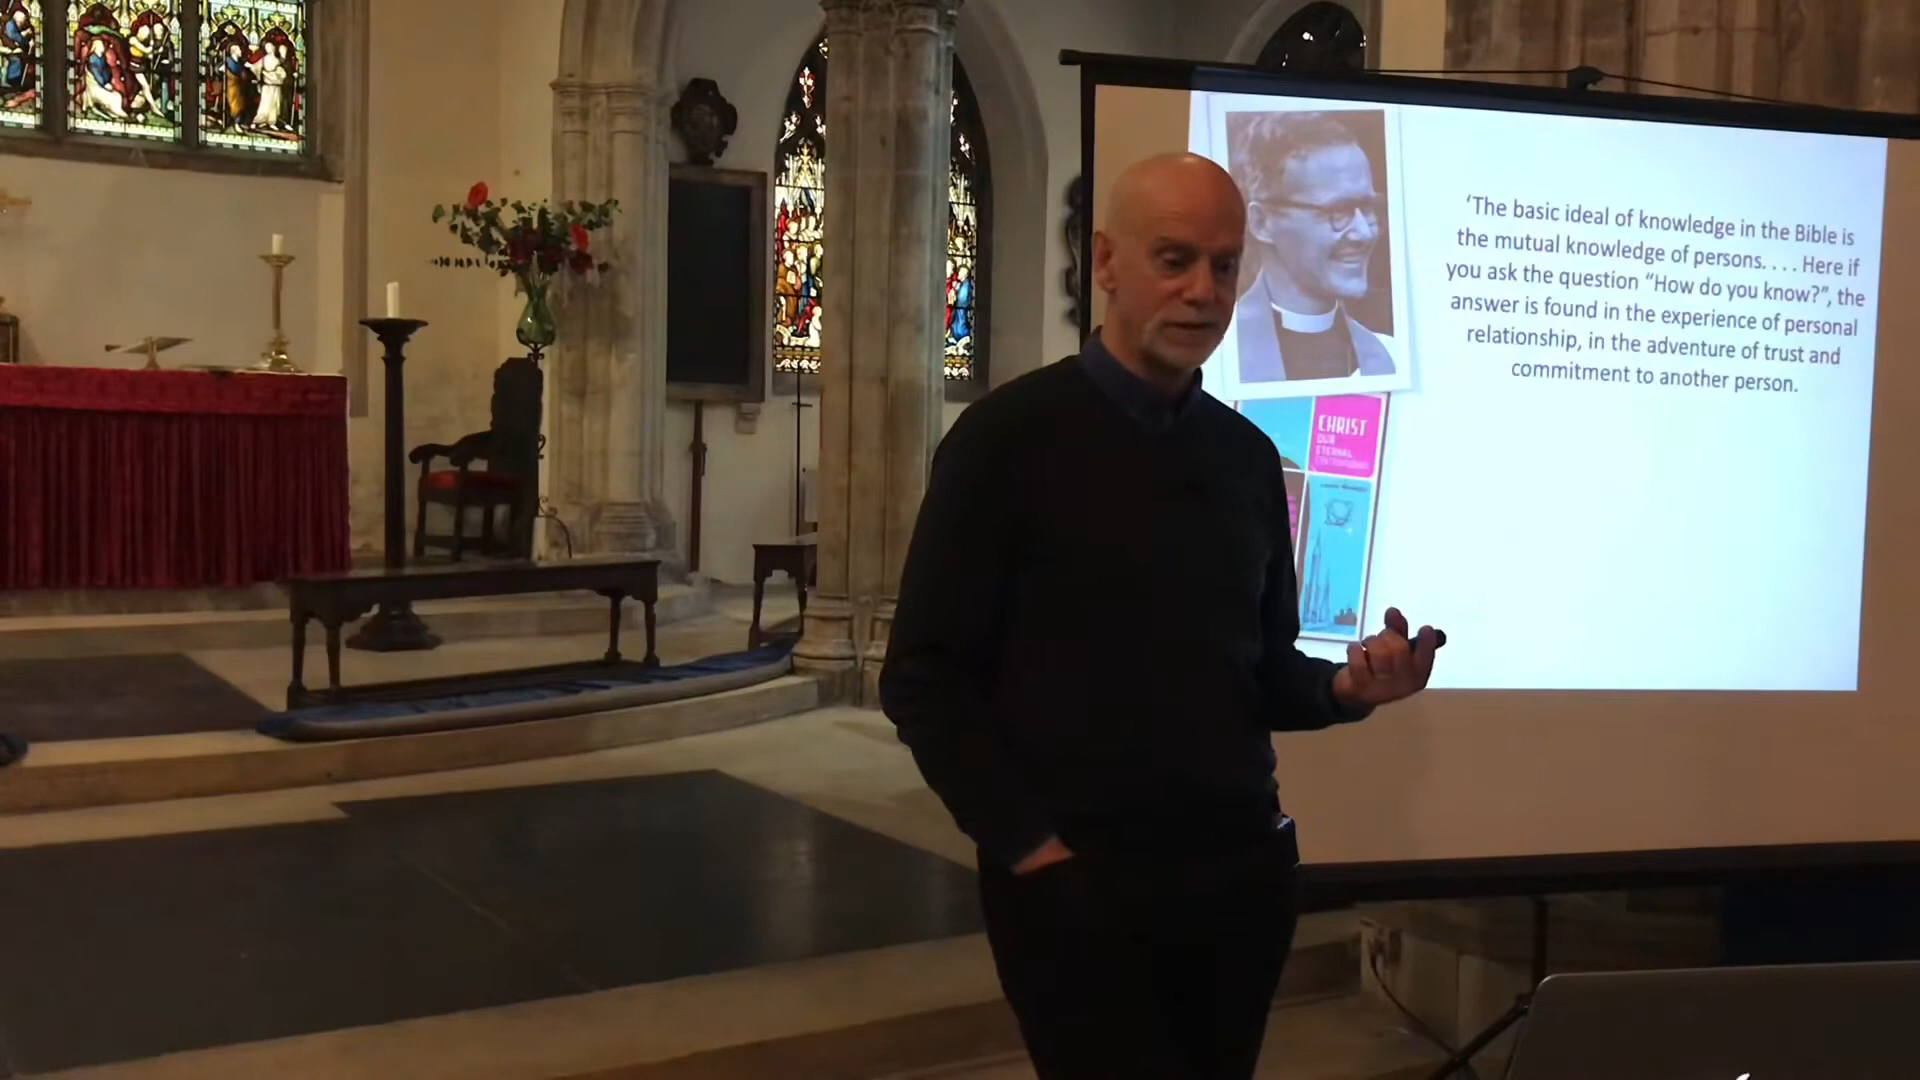 ‘The basic ideal of knowledge in the Bible is
the mutual knowledge of persons. . . . Here if
you ask the question “How do you know?”, the
answer is found in the experience of personal
relationship, in the adventure of trust and
commitment to another person.
CHRIST
OUR
ETERNAL